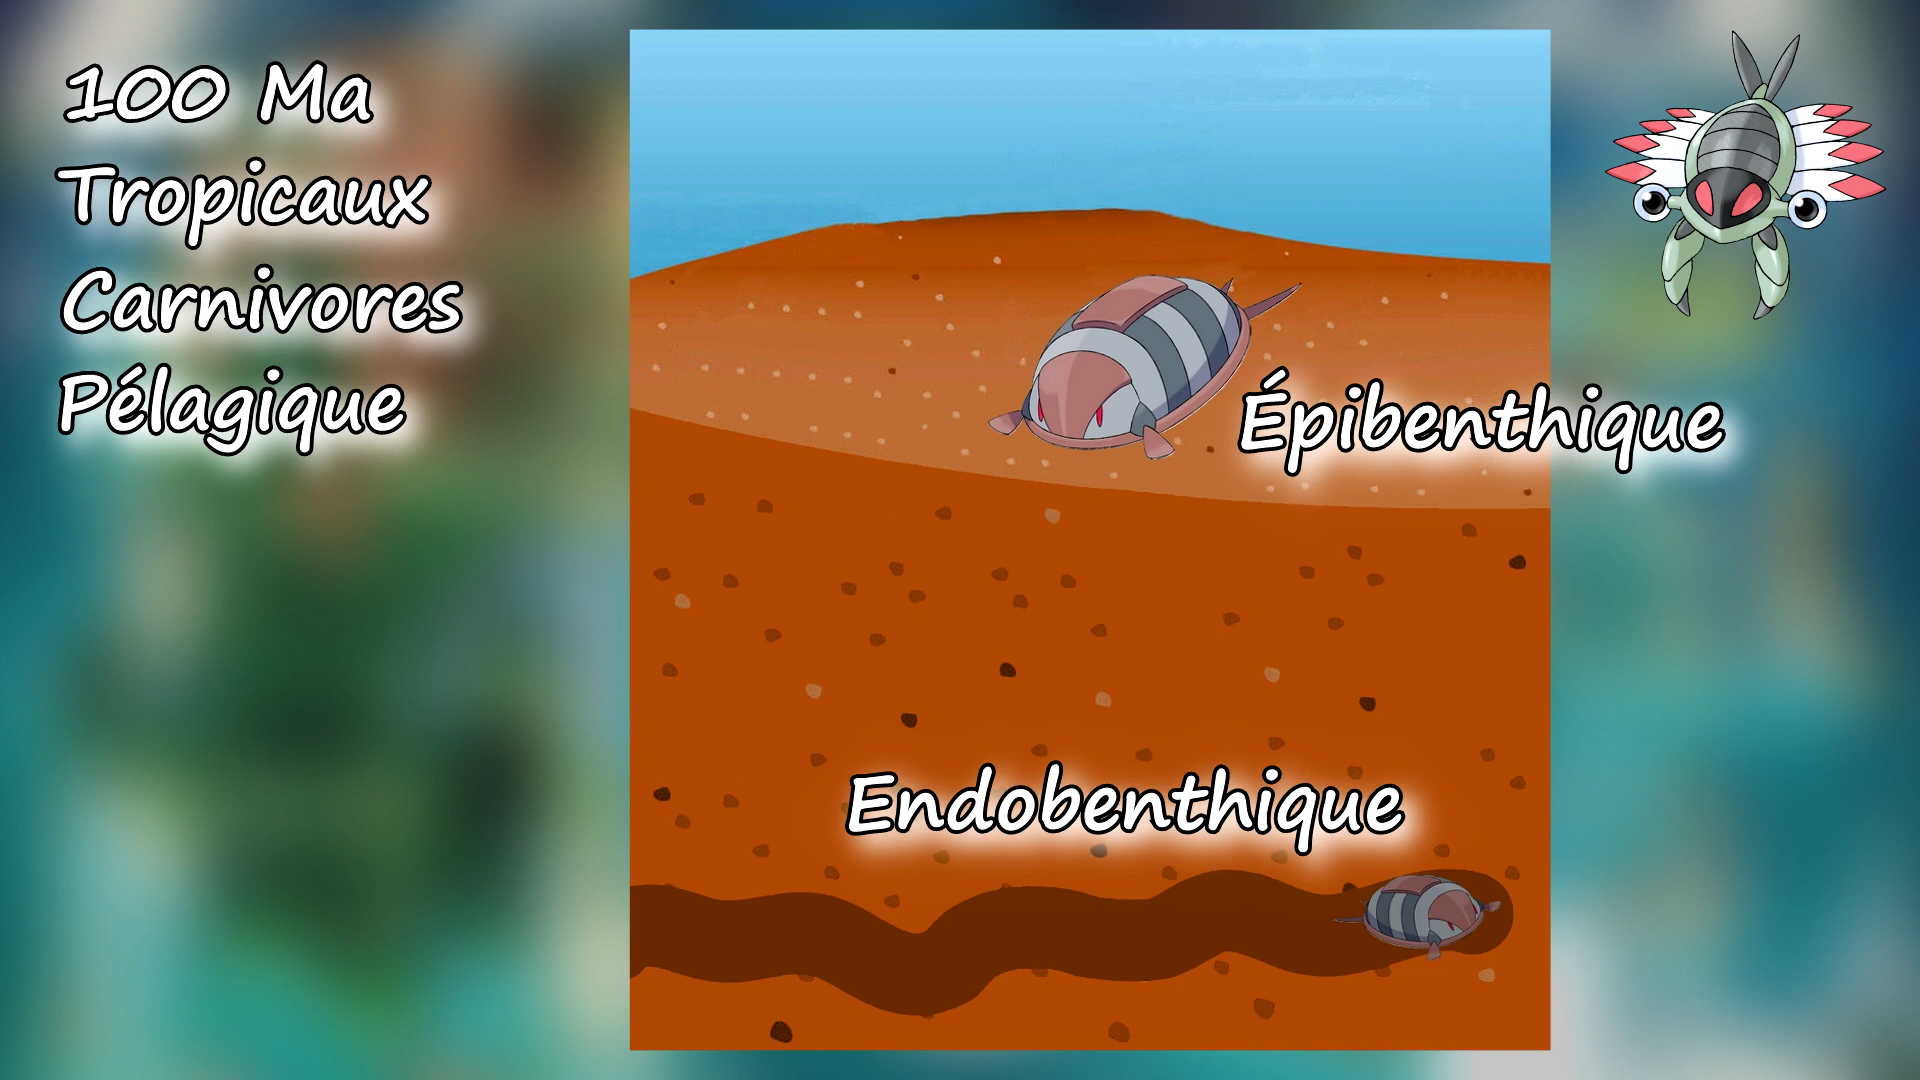 100 Ma
Tropicaux
Carnivores
Pélagique
Épibenthique
Endobenthique